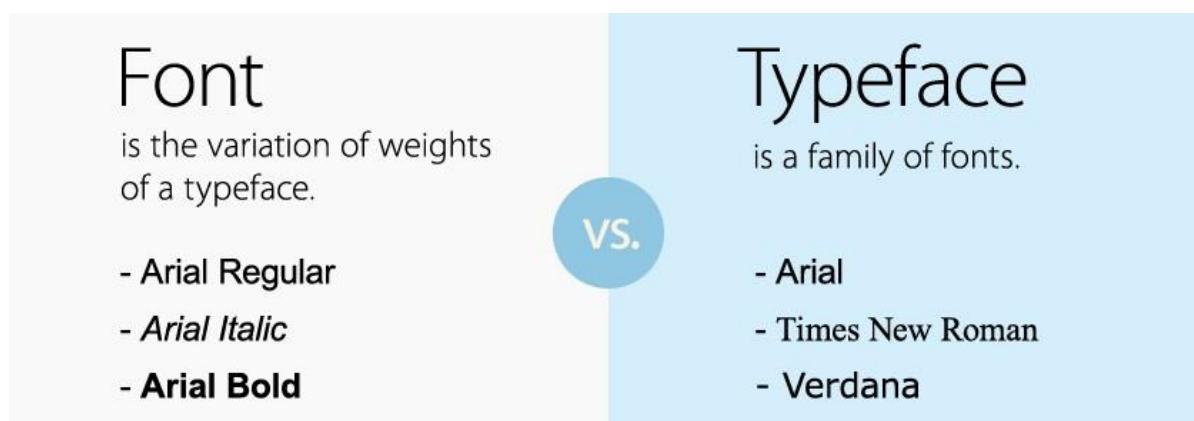 Font
is the variation of weights
of a typeface.
- Arial Regular
- Arial Italic
- Arial Bold
vs.
Typeface
is a family of fonts.
- Arial
- Times New Roman
- Verdana